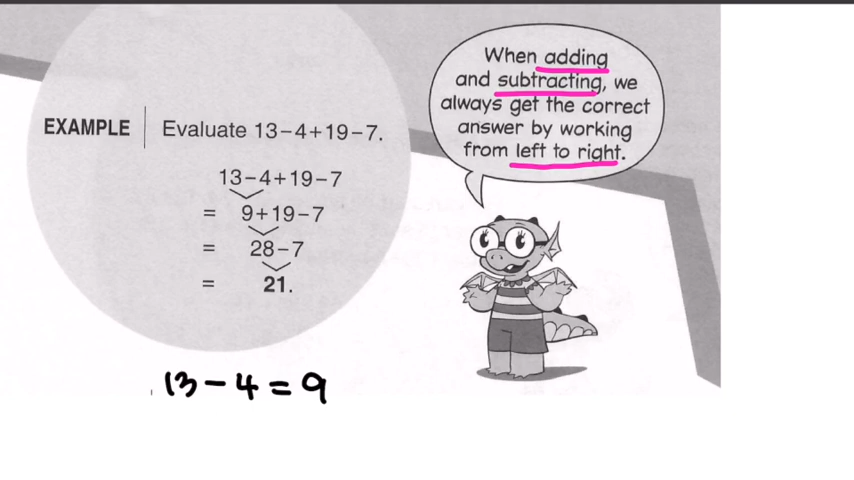 When adding
and subtracting, we
always get the correct
answer by working
from left to right.
EXAMPLE Evaluate 13-4+19-7.
13-4+19-7
= 9+19-7
= 28-7
= 21.
13-4=9